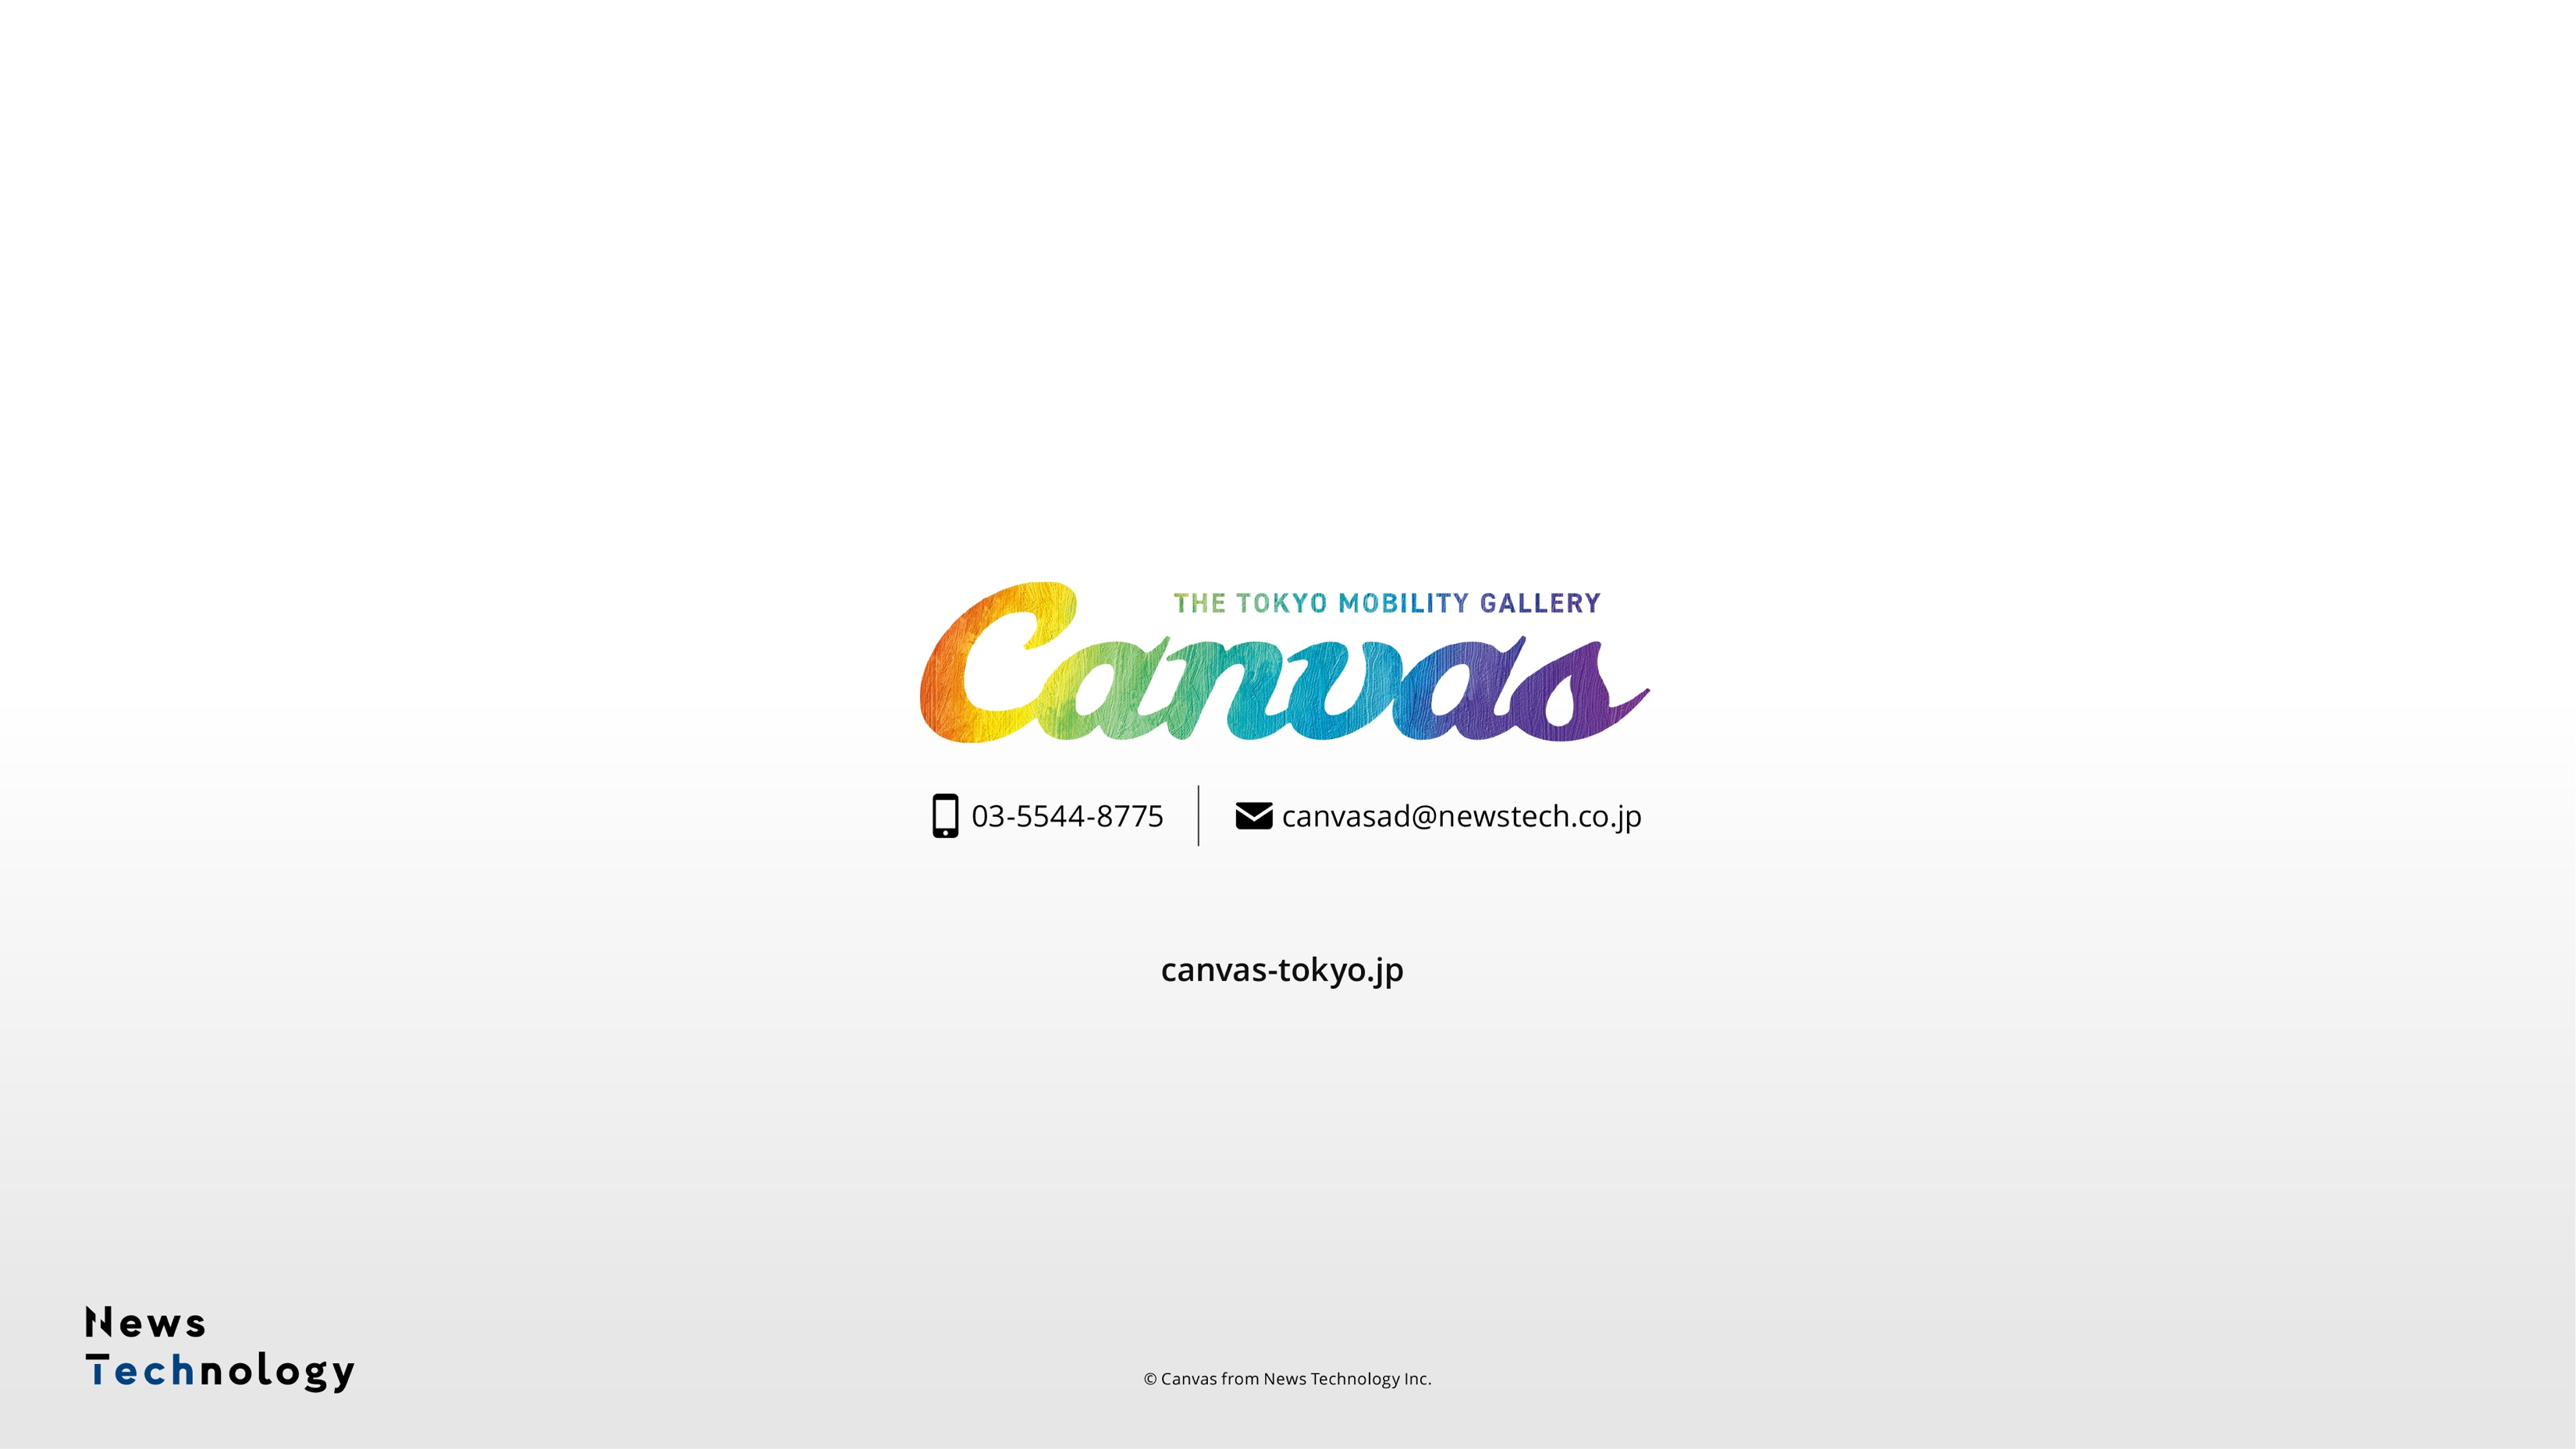 THE TOKYO MOBILITY GALLERY
Canvas
03-5544-8775
canvasad@newstech.co.jp
canvas-tokyo.jp
News
Technology
© Canvas from News Technology Inc.